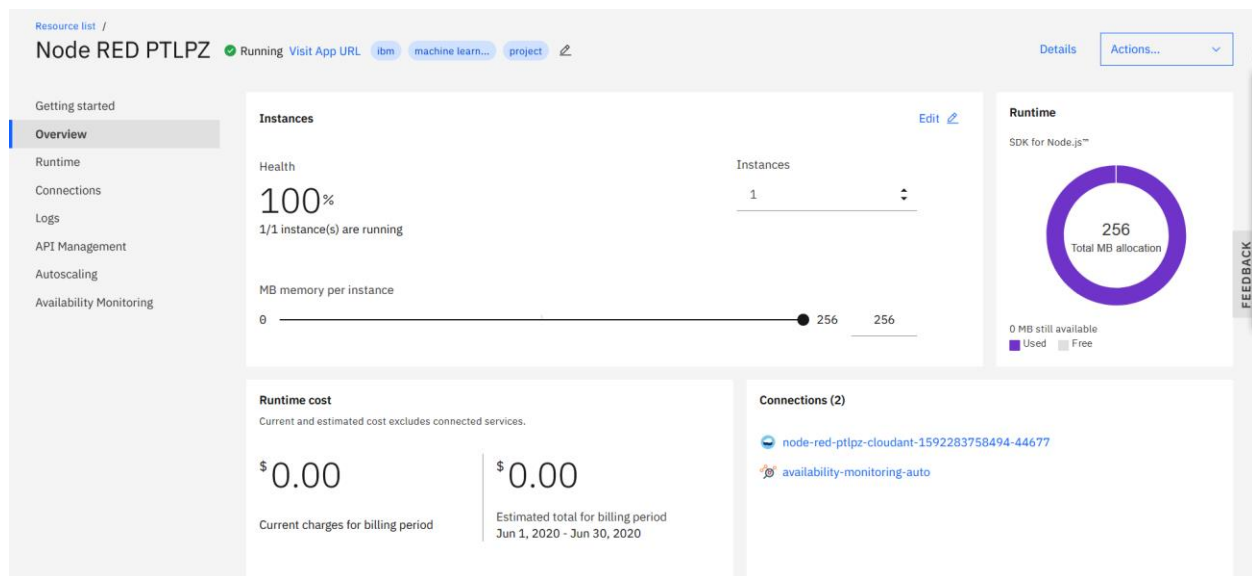 Resource list /
Node RED PTLPZ Running Visit App URL ibm machine learn... project
Details Actions...
Getting started
Overview
Runtime
Connections
Logs
API Management
Autoscaling
Availability Monitoring
Instances Edit
Health
100%
1/1 instance(s) are running
Instances
1
MB memory per instance
0 256 256
Runtime
SDK for Node.js™
256
Total MB allocation
0 MB still available
Used Free
FEEDBACK
Runtime cost
Current and estimated cost excludes connected services.
$0.00
Current charges for billing period
$0.00
Estimated total for billing period
Jun 1, 2020 - Jun 30, 2020
Connections (2)
node-red-ptlpz-cloudant-1592283758494-44677
availability-monitoring-auto